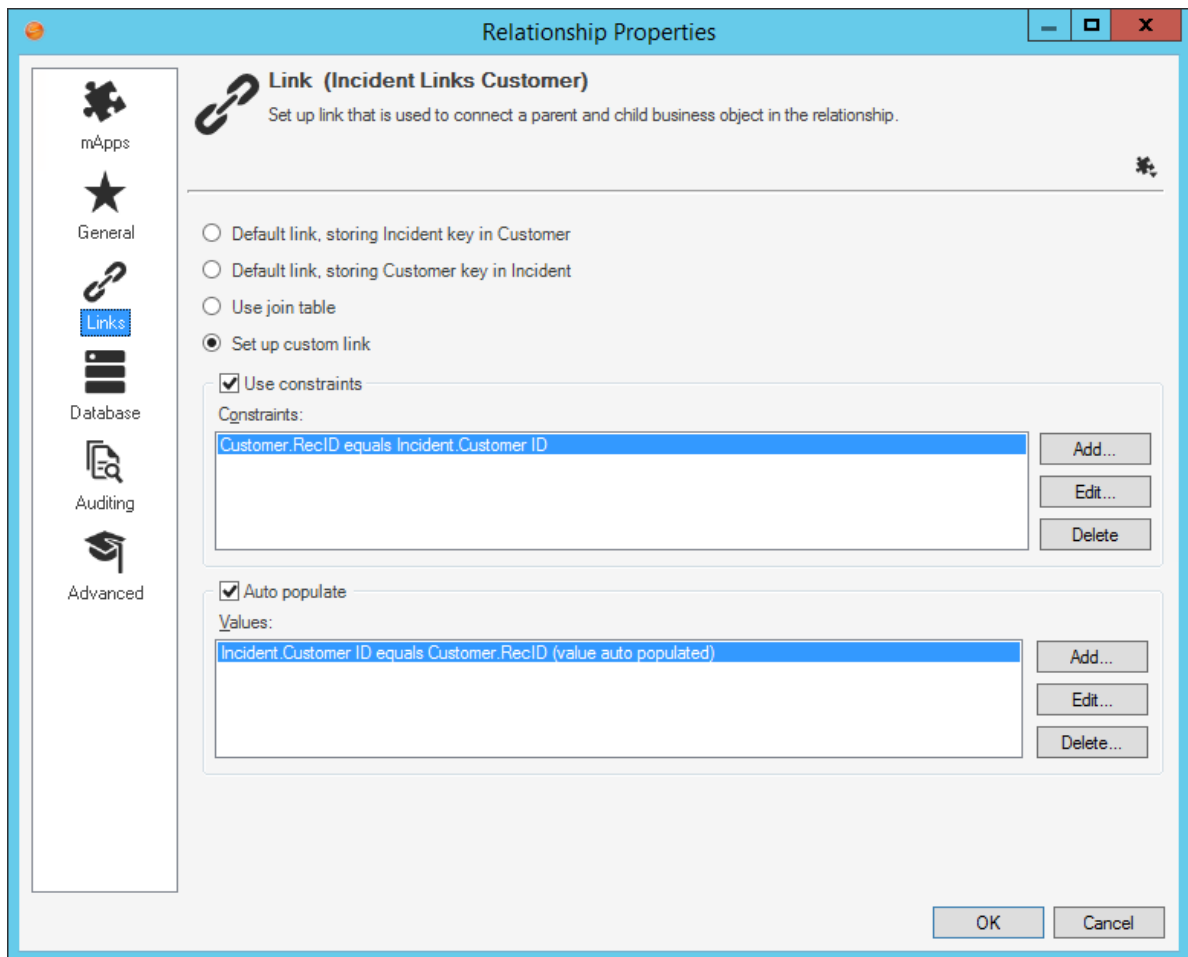 Relationship Properties
mApps
General
Links
Database
Auditing
Advanced
Link (Incident Links Customer)
Set up link that is used to connect a parent and child business object in the relationship.
Default link, storing Incident key in Customer
Default link, storing Customer key in Incident
Use join table
Set up custom link
Use constraints
Constraints:
Customer.RecID equals Incident.Customer ID
Add...
Edit...
Delete
Auto populate
Values:
Incident.Customer ID equals Customer.RecID (value auto populated)
Add...
Edit...
Delete...
OK
Cancel